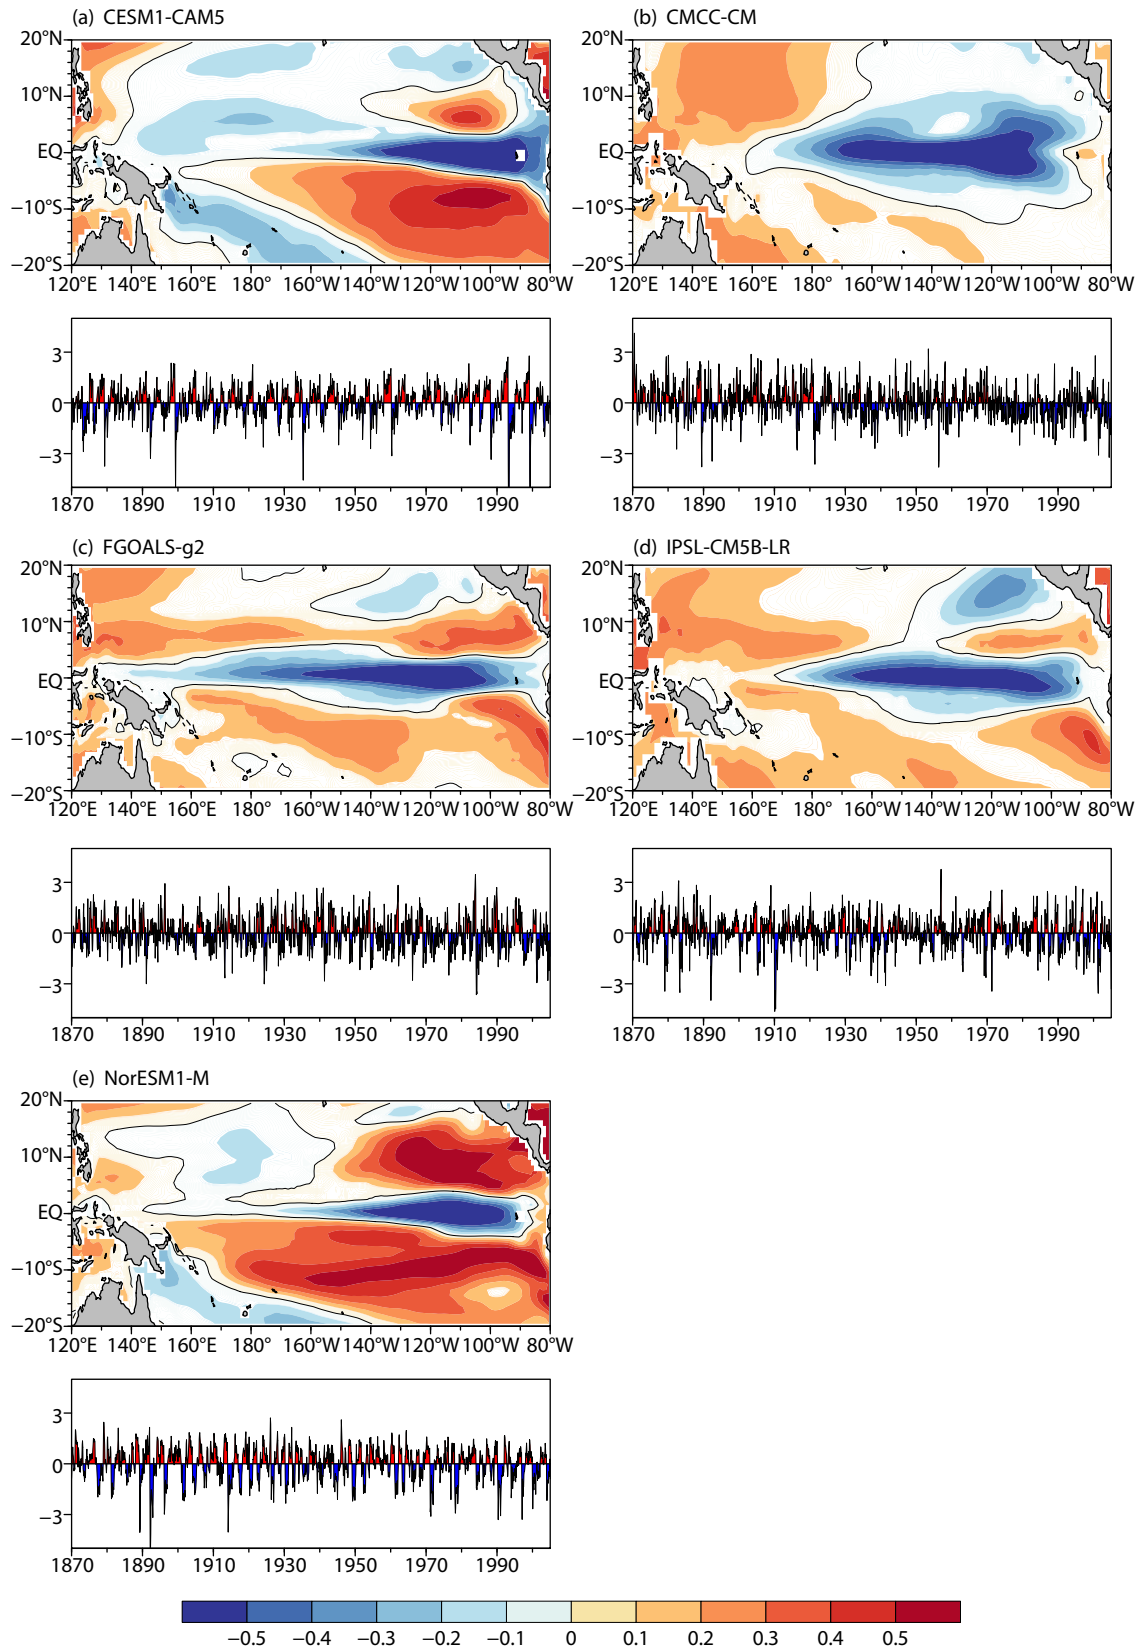 (a) CESM1-CAM5
(b) CMCC-CM
20°N
10°N
EQ
−10°S
−20°S
120°E 140°E 160°E 180° 160°W 140°W 120°W 100°W 80°W
20°N
10°N
EQ
−10°S
−20°S
120°E 140°E 160°E 180° 160°W 140°W 120°W 100°W 80°W
3
0
−3
1870 1890 1910 1930 1950 1970 1990
3
0
−3
1870 1890 1910 1930 1950 1970 1990
(c) FGOALS-g2
(d) IPSL-CM5B-LR
20°N
10°N
EQ
−10°S
−20°S
120°E 140°E 160°E 180° 160°W 140°W 120°W 100°W 80°W
20°N
10°N
EQ
−10°S
−20°S
120°E 140°E 160°E 180° 160°W 140°W 120°W 100°W 80°W
3
0
−3
1870 1890 1910 1930 1950 1970 1990
3
0
−3
1870 1890 1910 1930 1950 1970 1990
(e) NorESM1-M
20°N
10°N
EQ
−10°S
−20°S
120°E 140°E 160°E 180° 160°W 140°W 120°W 100°W 80°W
3
0
−3
1870 1890 1910 1930 1950 1970 1990
−0.5 −0.4 −0.3 −0.2 −0.1 0 0.1 0.2 0.3 0.4 0.5